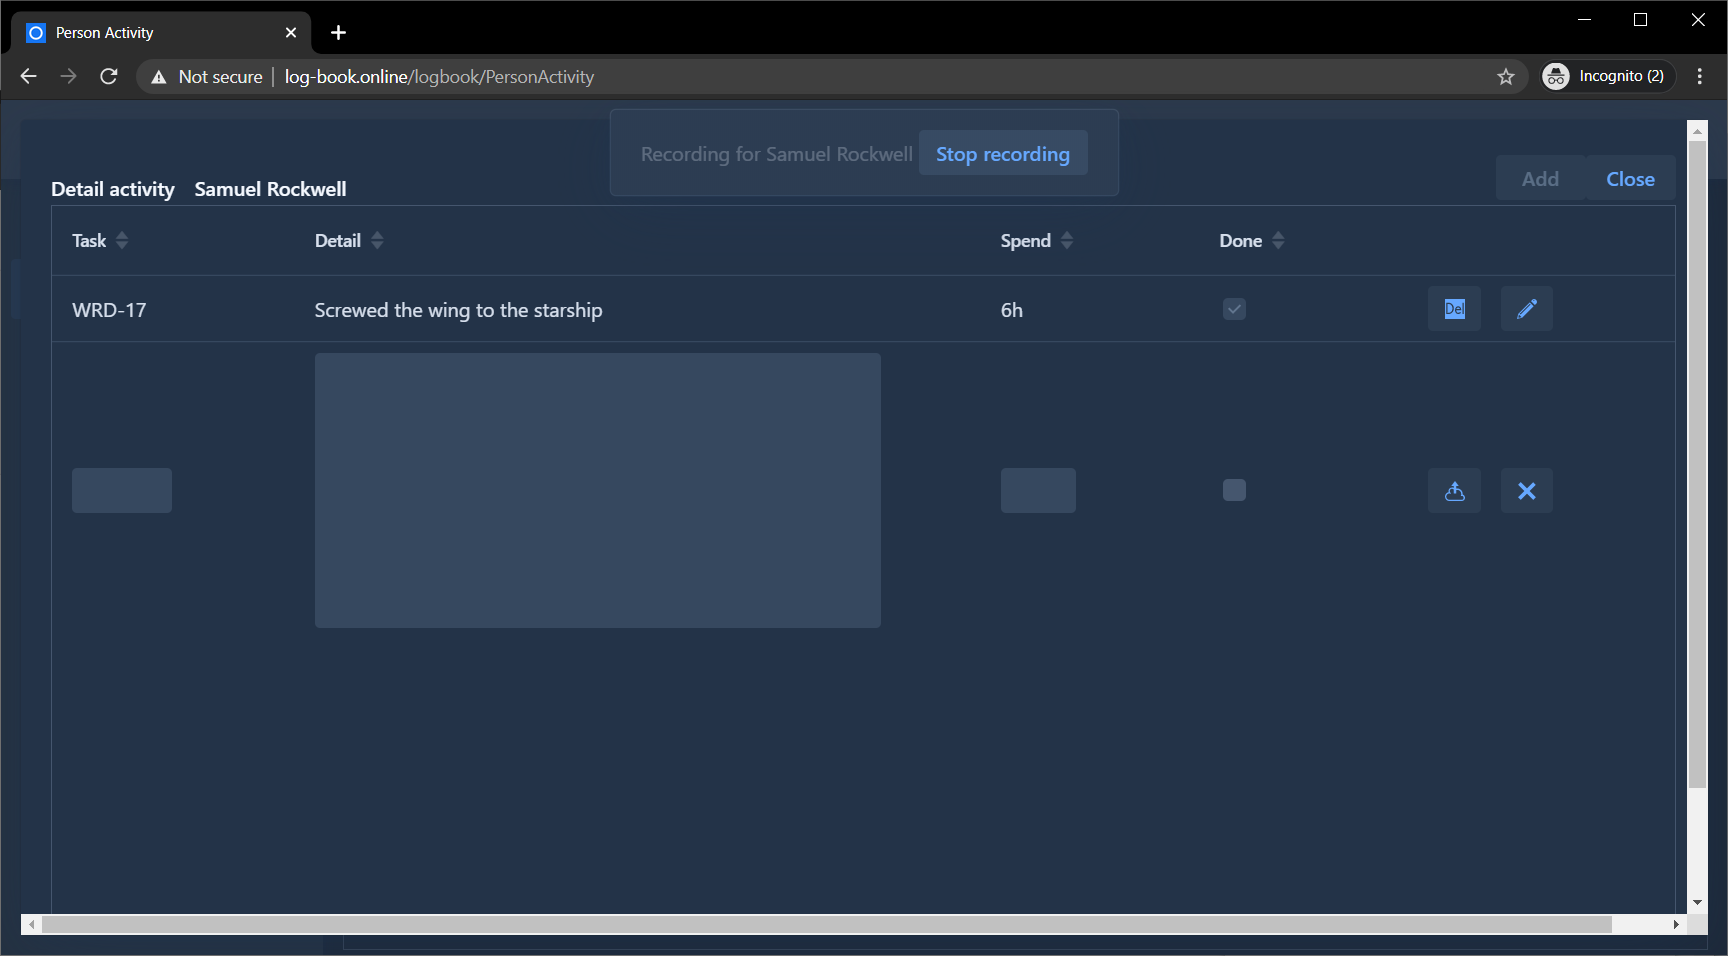 Person Activity
Not secure log-book.online/logbook/PersonActivity Incognito (2)
Recording for Samuel Rockwell Stop recording
Detail activity Samuel Rockwell Add Close
Task Detail Spend Done
WRD-17 Screwed the wing to the starship 6h Del